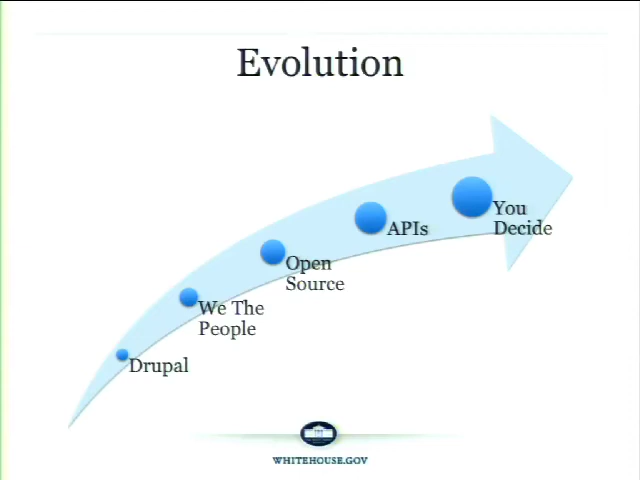 Evolution
You
Decide
APIs
Open
Source
We The
People
Drupal
WHITEHOUSE.GOV